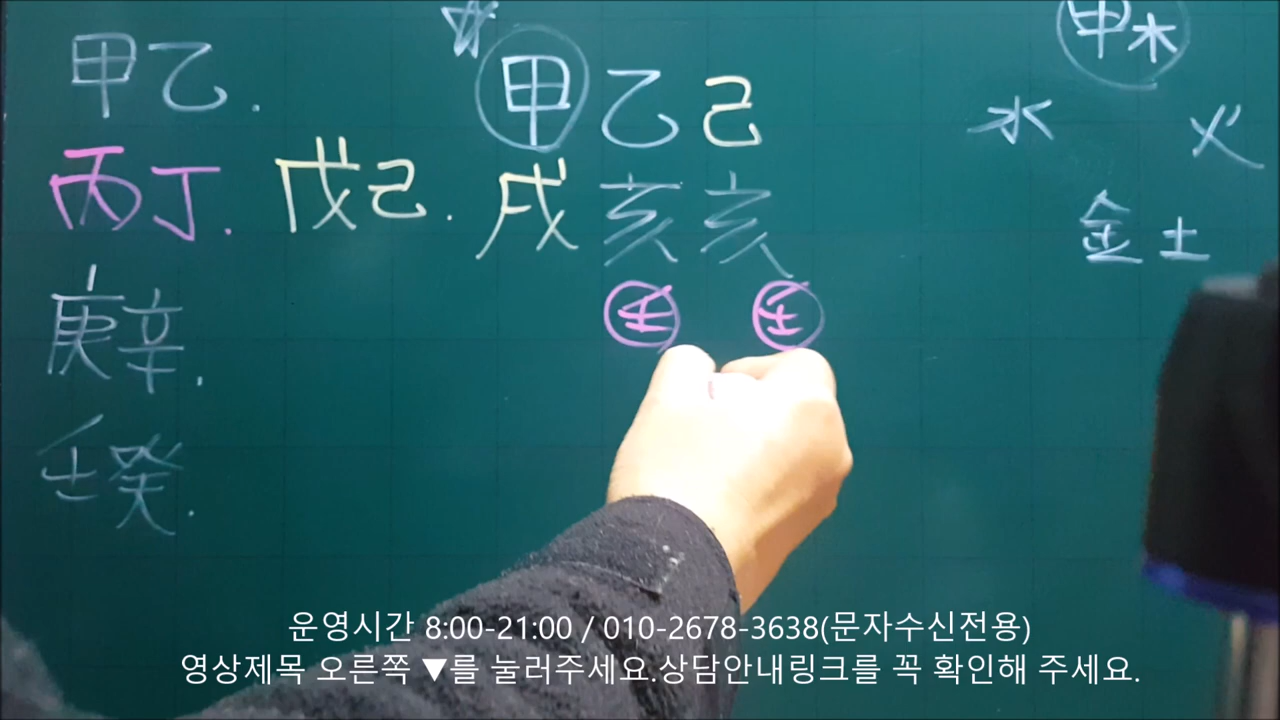 甲乙.
丙丁. 戊己.
庚辛.
壬癸.
甲乙己
戌亥亥
壬 壬
甲木
水 火
金土
운영시간 8:00-21:00 / 010-2678-3638(문자수신전용)
영상제목 오른쪽 ▼를 눌러주세요.상담안내링크를 꼭 확인해 주세요.